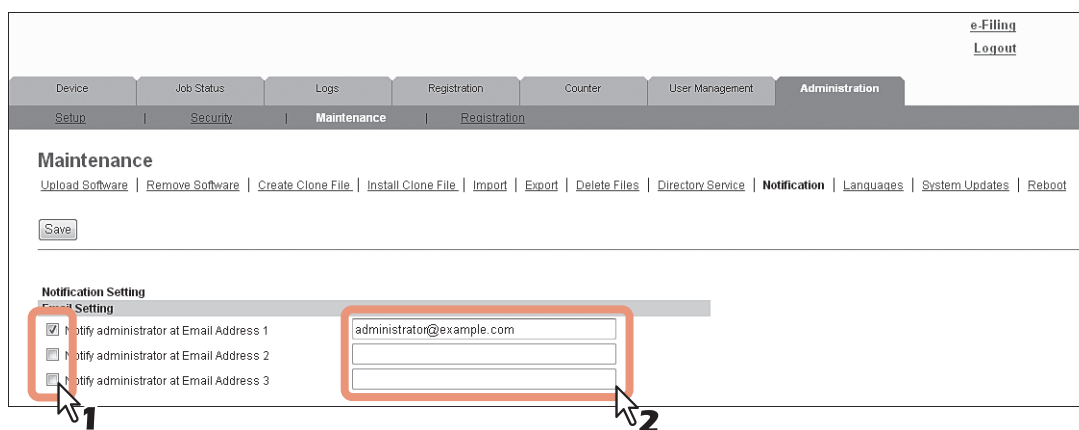 e-Filing
Logout
Device Job Status Logs Registration Counter User Management Administration
Setup | Security | Maintenance | Registration
Maintenance
Upload Software | Remove Software | Create Clone File | Install Clone File | Import | Export | Delete Files | Directory Service | Notification | Languages | System Updates | Reboot
Save
Notification Setting
Email Setting
Notify administrator at Email Address 1 administrator@example.com
Notify administrator at Email Address 2
Notify administrator at Email Address 3
1 2